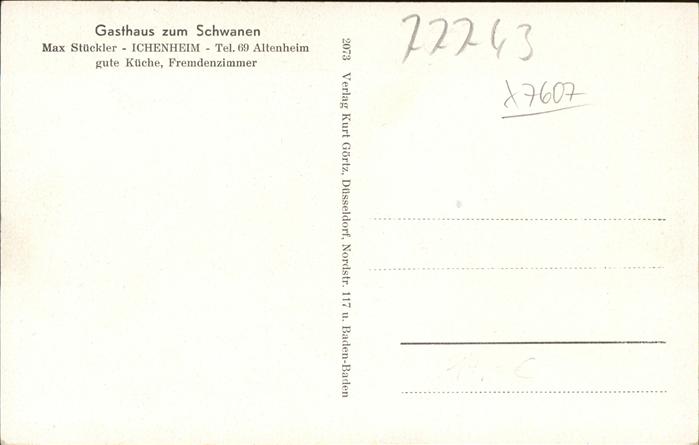 Gasthaus zum Schwanen
Max Stückler - ICHENHEIM - Tel. 69 Altenheim
gute Küche, Fremdenzimmer
2073 Verlag Kurt Görtz, Düsseldorf, Nordstr. 117 u. Baden-Baden
77743
X7607